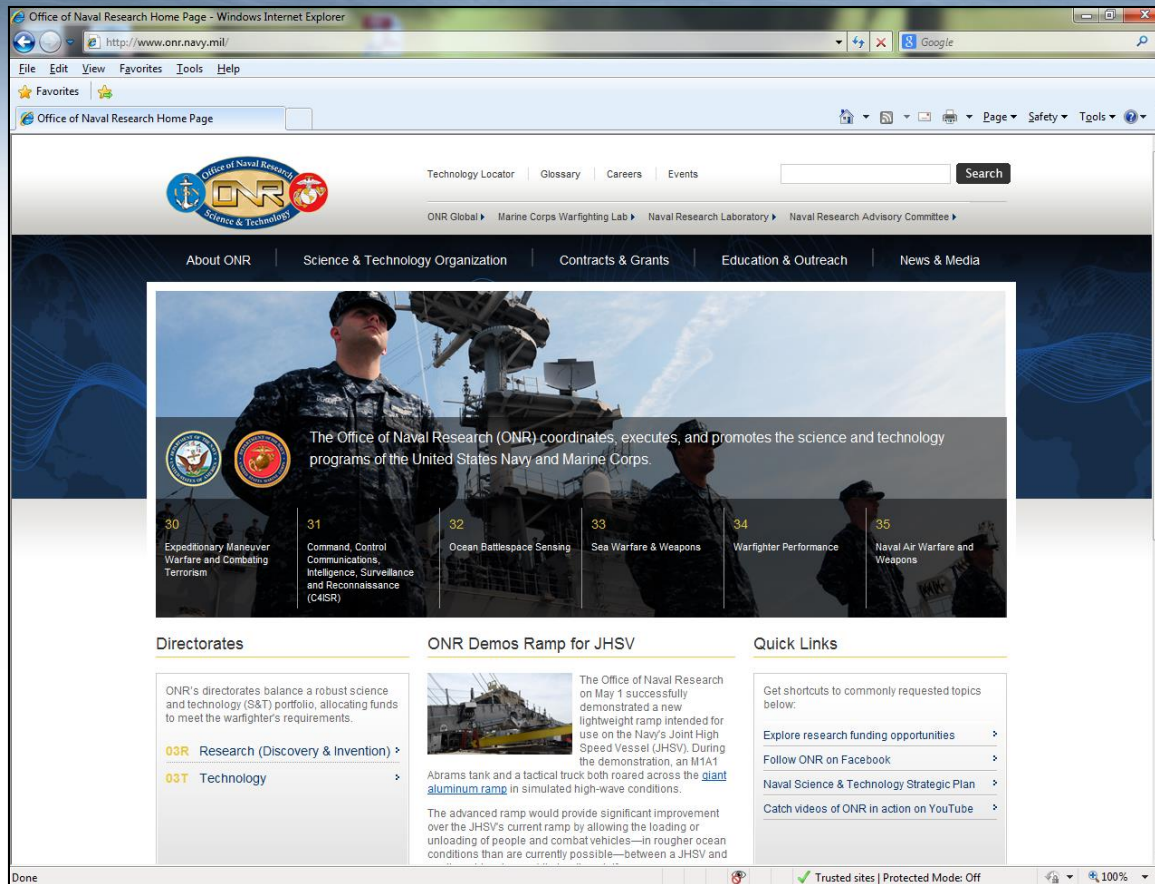 Office of Naval Research Home Page - Windows Internet Explorer
http://www.onr.navy.mil/
Google
File Edit View Favorites Tools Help
Favorites
Office of Naval Research Home Page
Page Safety Tools
Office of Naval Research
ONR
Science & Technology
Technology Locator Glossary Careers Events
Search
ONR Global Marine Corps Warfighting Lab Naval Research Laboratory Naval Research Advisory Committee
About ONR Science & Technology Organization Contracts & Grants Education & Outreach News & Media
The Office of Naval Research (ONR) coordinates, executes, and promotes the science and technology
programs of the United States Navy and Marine Corps.
30
Expeditionary Maneuver
Warfare and Combating
Terrorism
31
Command, Control
Communications,
Intelligence, Surveillance
and Reconnaissance
(C4ISR)
32
Ocean Battlespace Sensing
33
Sea Warfare & Weapons
34
Warfighter Performance
35
Naval Air Warfare and
Weapons
Directorates
ONR's directorates balance a robust science
and technology (S&T) portfolio, allocating funds
to meet the warfighter's requirements.
03R Research (Discovery & Invention)
03T Technology
ONR Demos Ramp for JHSV
The Office of Naval Research
on May 1 successfully
demonstrated a new
lightweight ramp intended for
use on the Navy's Joint High
Speed Vessel (JHSV). During
the demonstration, an M1A1
Abrams tank and a tactical truck both roared across the giant
aluminum ramp in simulated high-wave conditions.
The advanced ramp would provide significant improvement
over the JHSV's current ramp by allowing the loading or
unloading of people and combat vehicles—in rougher ocean
conditions than are currently possible—between a JHSV and
Quick Links
Get shortcuts to commonly requested topics
below:
Explore research funding opportunities
Follow ONR on Facebook
Naval Science & Technology Strategic Plan
Catch videos of ONR in action on YouTube
Done
Trusted sites | Protected Mode: Off
100%